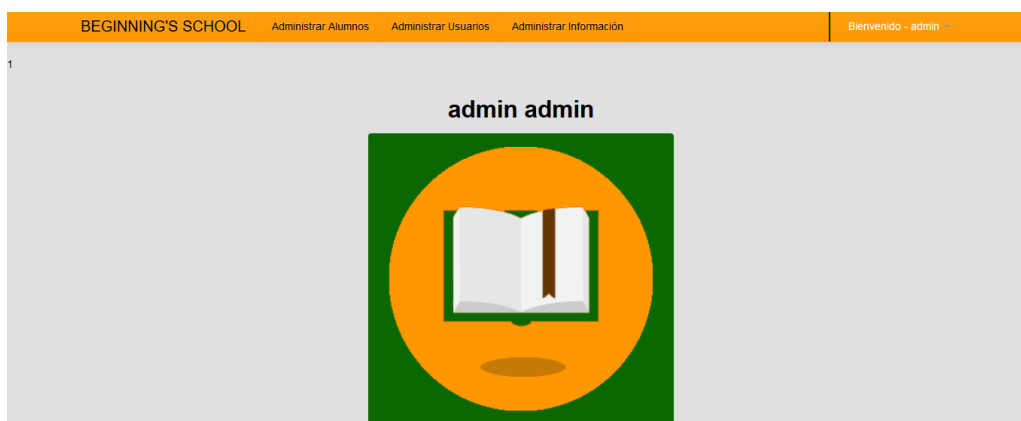 BEGINNING'S SCHOOL Administrar Alumnos Administrar Usuarios Administrar Información Bienvenido - admin
1
admin admin